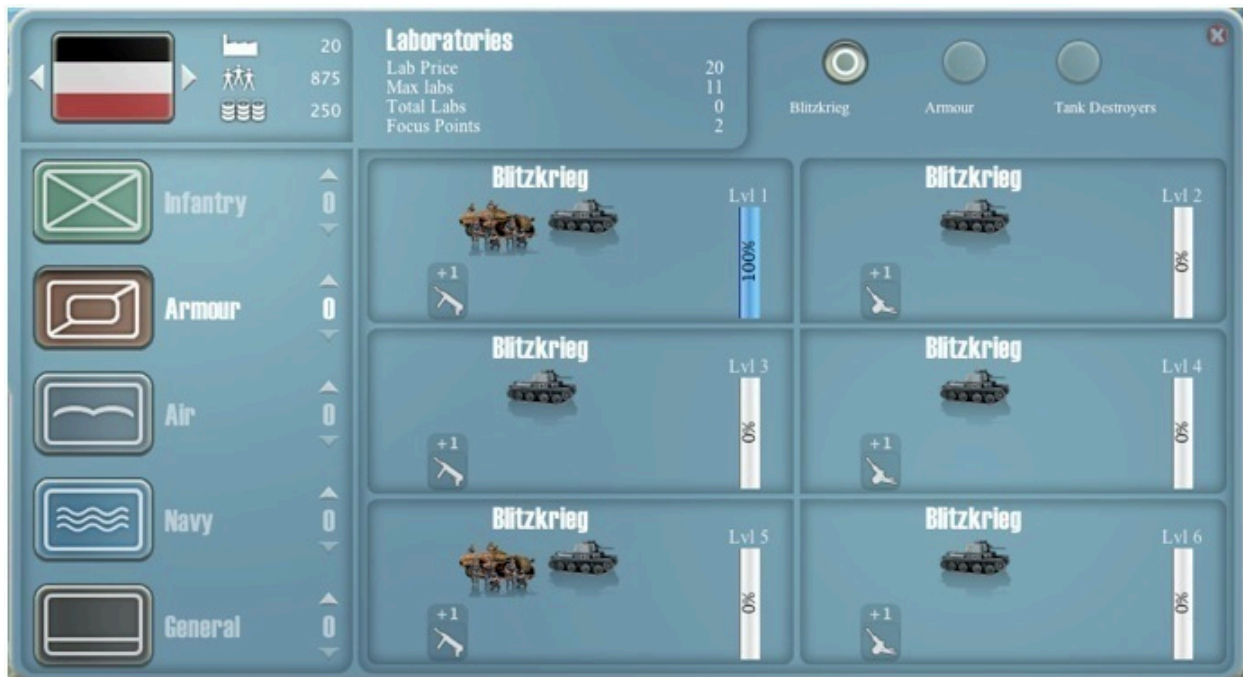 20
875
250
Laboratories
Lab Price 20
Max labs 11
Total Labs 0
Focus Points 2
Blitzkrieg Armour Tank Destroyers
Infantry 0
Armour 0
Air 0
Navy 0
General 0
Blitzkrieg
Lvl 1
+1
100%
Blitzkrieg
Lvl 2
+1
0%
Blitzkrieg
Lvl 3
+1
0%
Blitzkrieg
Lvl 4
+1
0%
Blitzkrieg
Lvl 5
+1
0%
Blitzkrieg
Lvl 6
+1
0%